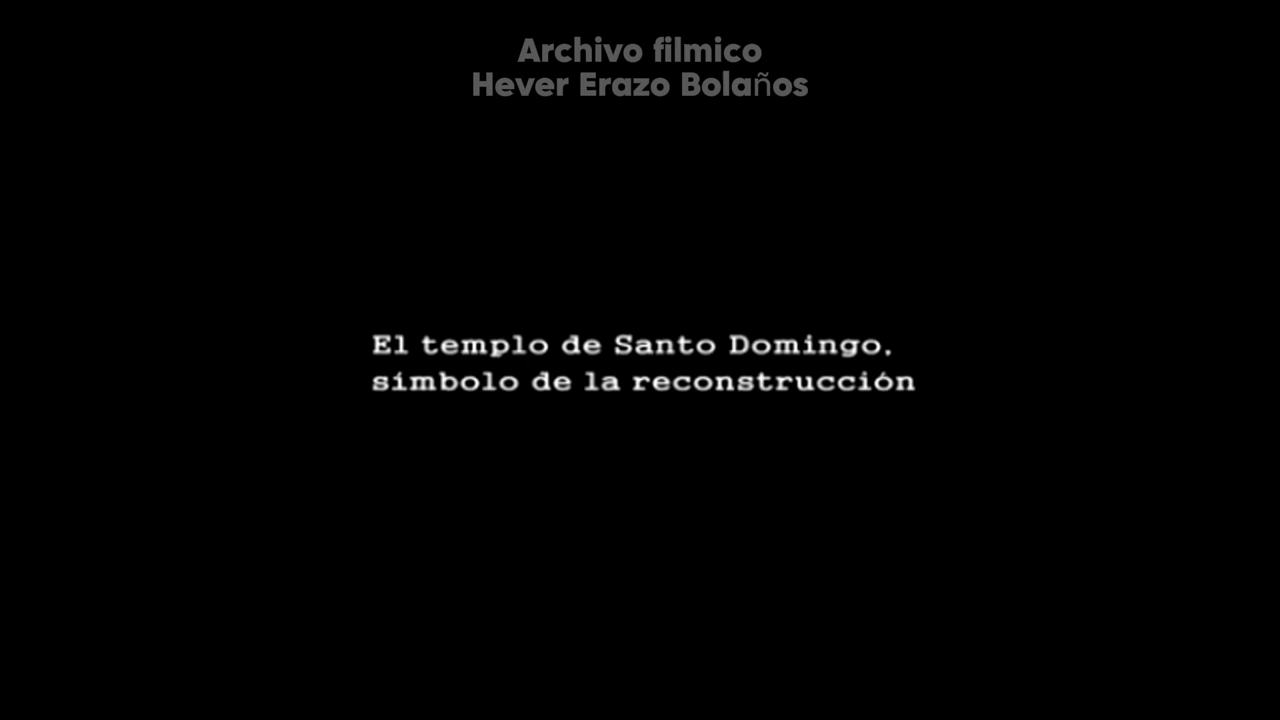 Archivo filmico
Hever Erazo Bolaños
El templo de Santo Domingo,
símbolo de la reconstrucción